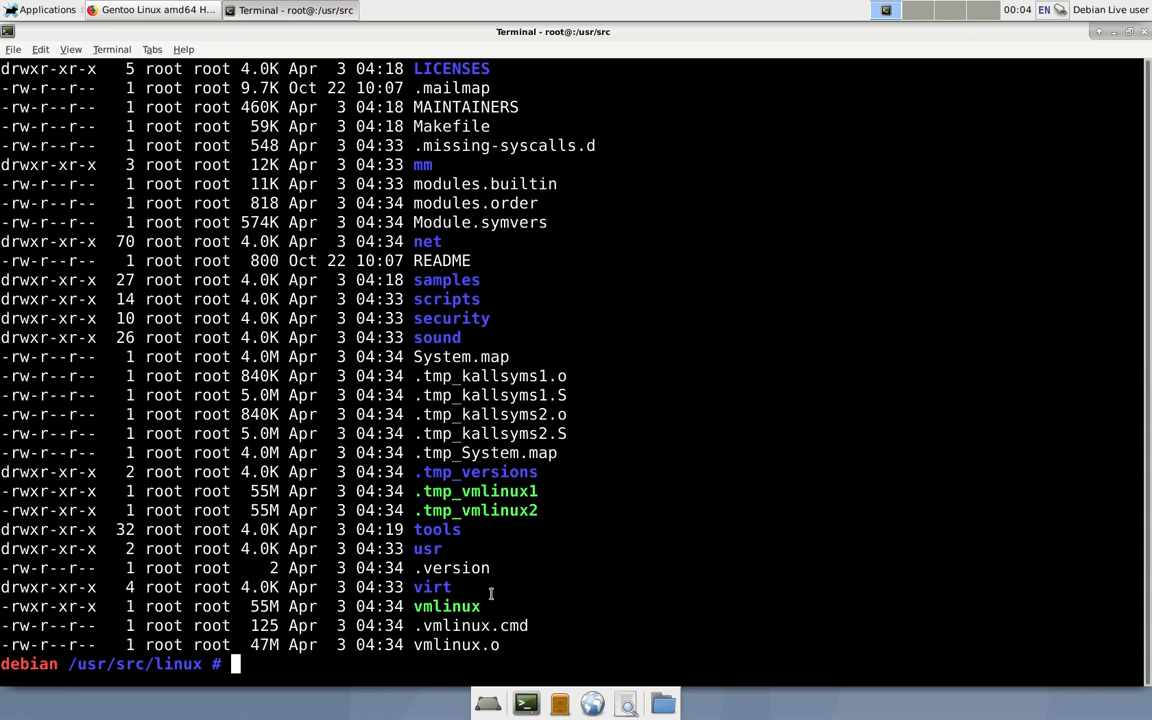 Applications Gentoo Linux amd64 H... Terminal - root@:/usr/src 00:04 EN Debian Live user
Terminal - root@:/usr/src
File Edit View Terminal Tabs Help
drwxr-xr-x 5 root root 4.0K Apr 3 04:18 LICENSES
-rw-r--r-- 1 root root 9.7K Oct 22 10:07 .mailmap
-rw-r--r-- 1 root root 460K Apr 3 04:18 MAINTAINERS
-rw-r--r-- 1 root root 59K Apr 3 04:18 Makefile
-rw-r--r-- 1 root root 548 Apr 3 04:33 .missing-syscalls.d
drwxr-xr-x 3 root root 12K Apr 3 04:33 mm
-rw-r--r-- 1 root root 11K Apr 3 04:33 modules.builtin
-rw-r--r-- 1 root root 818 Apr 3 04:34 modules.order
-rw-r--r-- 1 root root 574K Apr 3 04:34 Module.symvers
drwxr-xr-x 70 root root 4.0K Apr 3 04:34 net
-rw-r--r-- 1 root root 800 Oct 22 10:07 README
drwxr-xr-x 27 root root 4.0K Apr 3 04:18 samples
drwxr-xr-x 14 root root 4.0K Apr 3 04:33 scripts
drwxr-xr-x 10 root root 4.0K Apr 3 04:33 security
drwxr-xr-x 26 root root 4.0K Apr 3 04:33 sound
-rw-r--r-- 1 root root 4.0M Apr 3 04:34 System.map
-rw-r--r-- 1 root root 840K Apr 3 04:34 .tmp_kallsyms1.o
-rw-r--r-- 1 root root 5.0M Apr 3 04:34 .tmp_kallsyms1.S
-rw-r--r-- 1 root root 840K Apr 3 04:34 .tmp_kallsyms2.o
-rw-r--r-- 1 root root 5.0M Apr 3 04:34 .tmp_kallsyms2.S
-rw-r--r-- 1 root root 4.0M Apr 3 04:34 .tmp_System.map
drwxr-xr-x 2 root root 4.0K Apr 3 04:34 .tmp_versions
-rwxr-xr-x 1 root root 55M Apr 3 04:34 .tmp_vmlinux1
-rwxr-xr-x 1 root root 55M Apr 3 04:34 .tmp_vmlinux2
drwxr-xr-x 32 root root 4.0K Apr 3 04:19 tools
drwxr-xr-x 2 root root 4.0K Apr 3 04:33 usr
-rw-r--r-- 1 root root 2 Apr 3 04:34 .version
drwxr-xr-x 4 root root 4.0K Apr 3 04:33 virt
-rwxr-xr-x 1 root root 55M Apr 3 04:34 vmlinux
-rw-r--r-- 1 root root 125 Apr 3 04:34 .vmlinux.cmd
-rw-r--r-- 1 root root 47M Apr 3 04:34 vmlinux.o
debian /usr/src/linux #